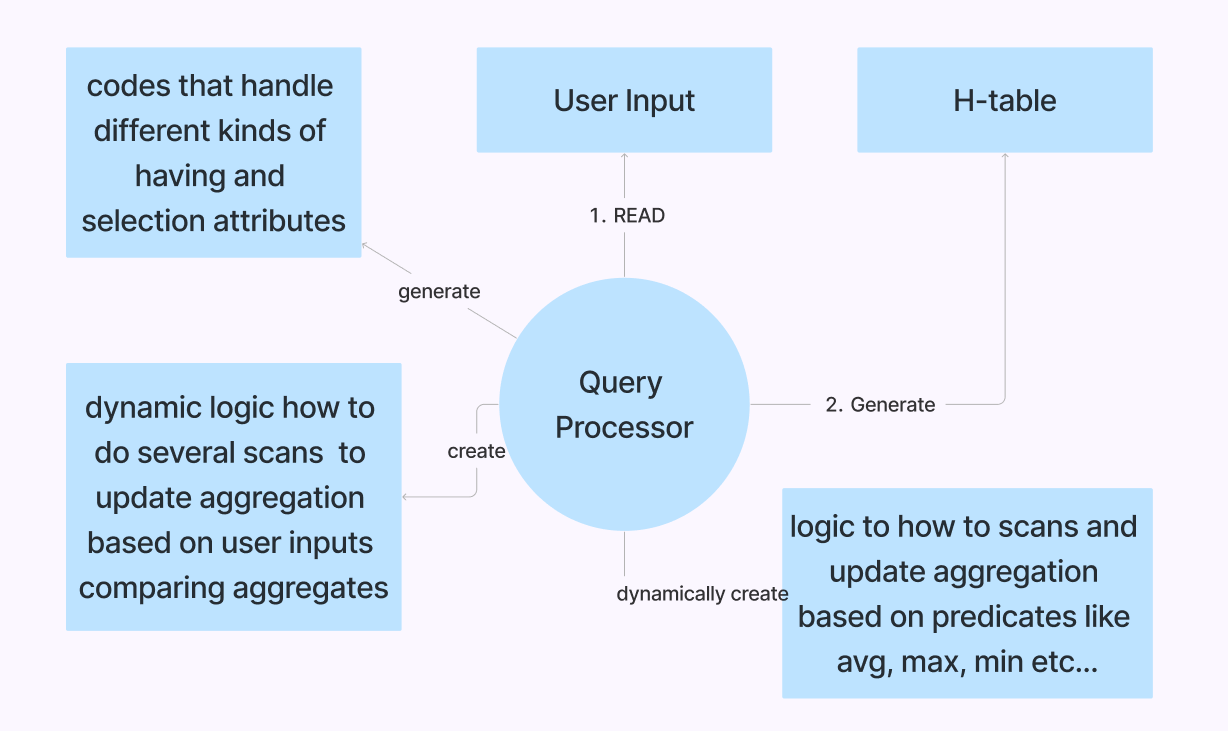 codes that handle
different kinds of
having and
selection attributes
User Input
H-table
1. READ
generate
Query
Processor
2. Generate
dynamic logic how to
do several scans  to
update aggregation
based on user inputs
comparing aggregates
create
dynamically create
logic to how to scans and
update aggregation
based on predicates like
avg, max, min etc...